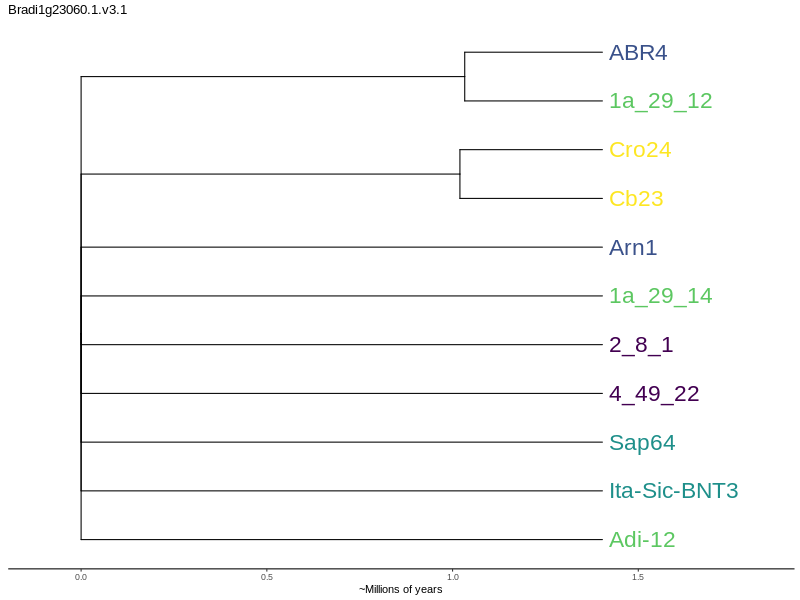 Bradi1g23060.1.v3.1
ABR4
1a_29_12
Cro24
Cb23
Arn1
1a_29_14
2_8_1
4_49_22
Sap64
Ita-Sic-BNT3
Adi-12
0.0 0.5 1.0 1.5
~Millions of years